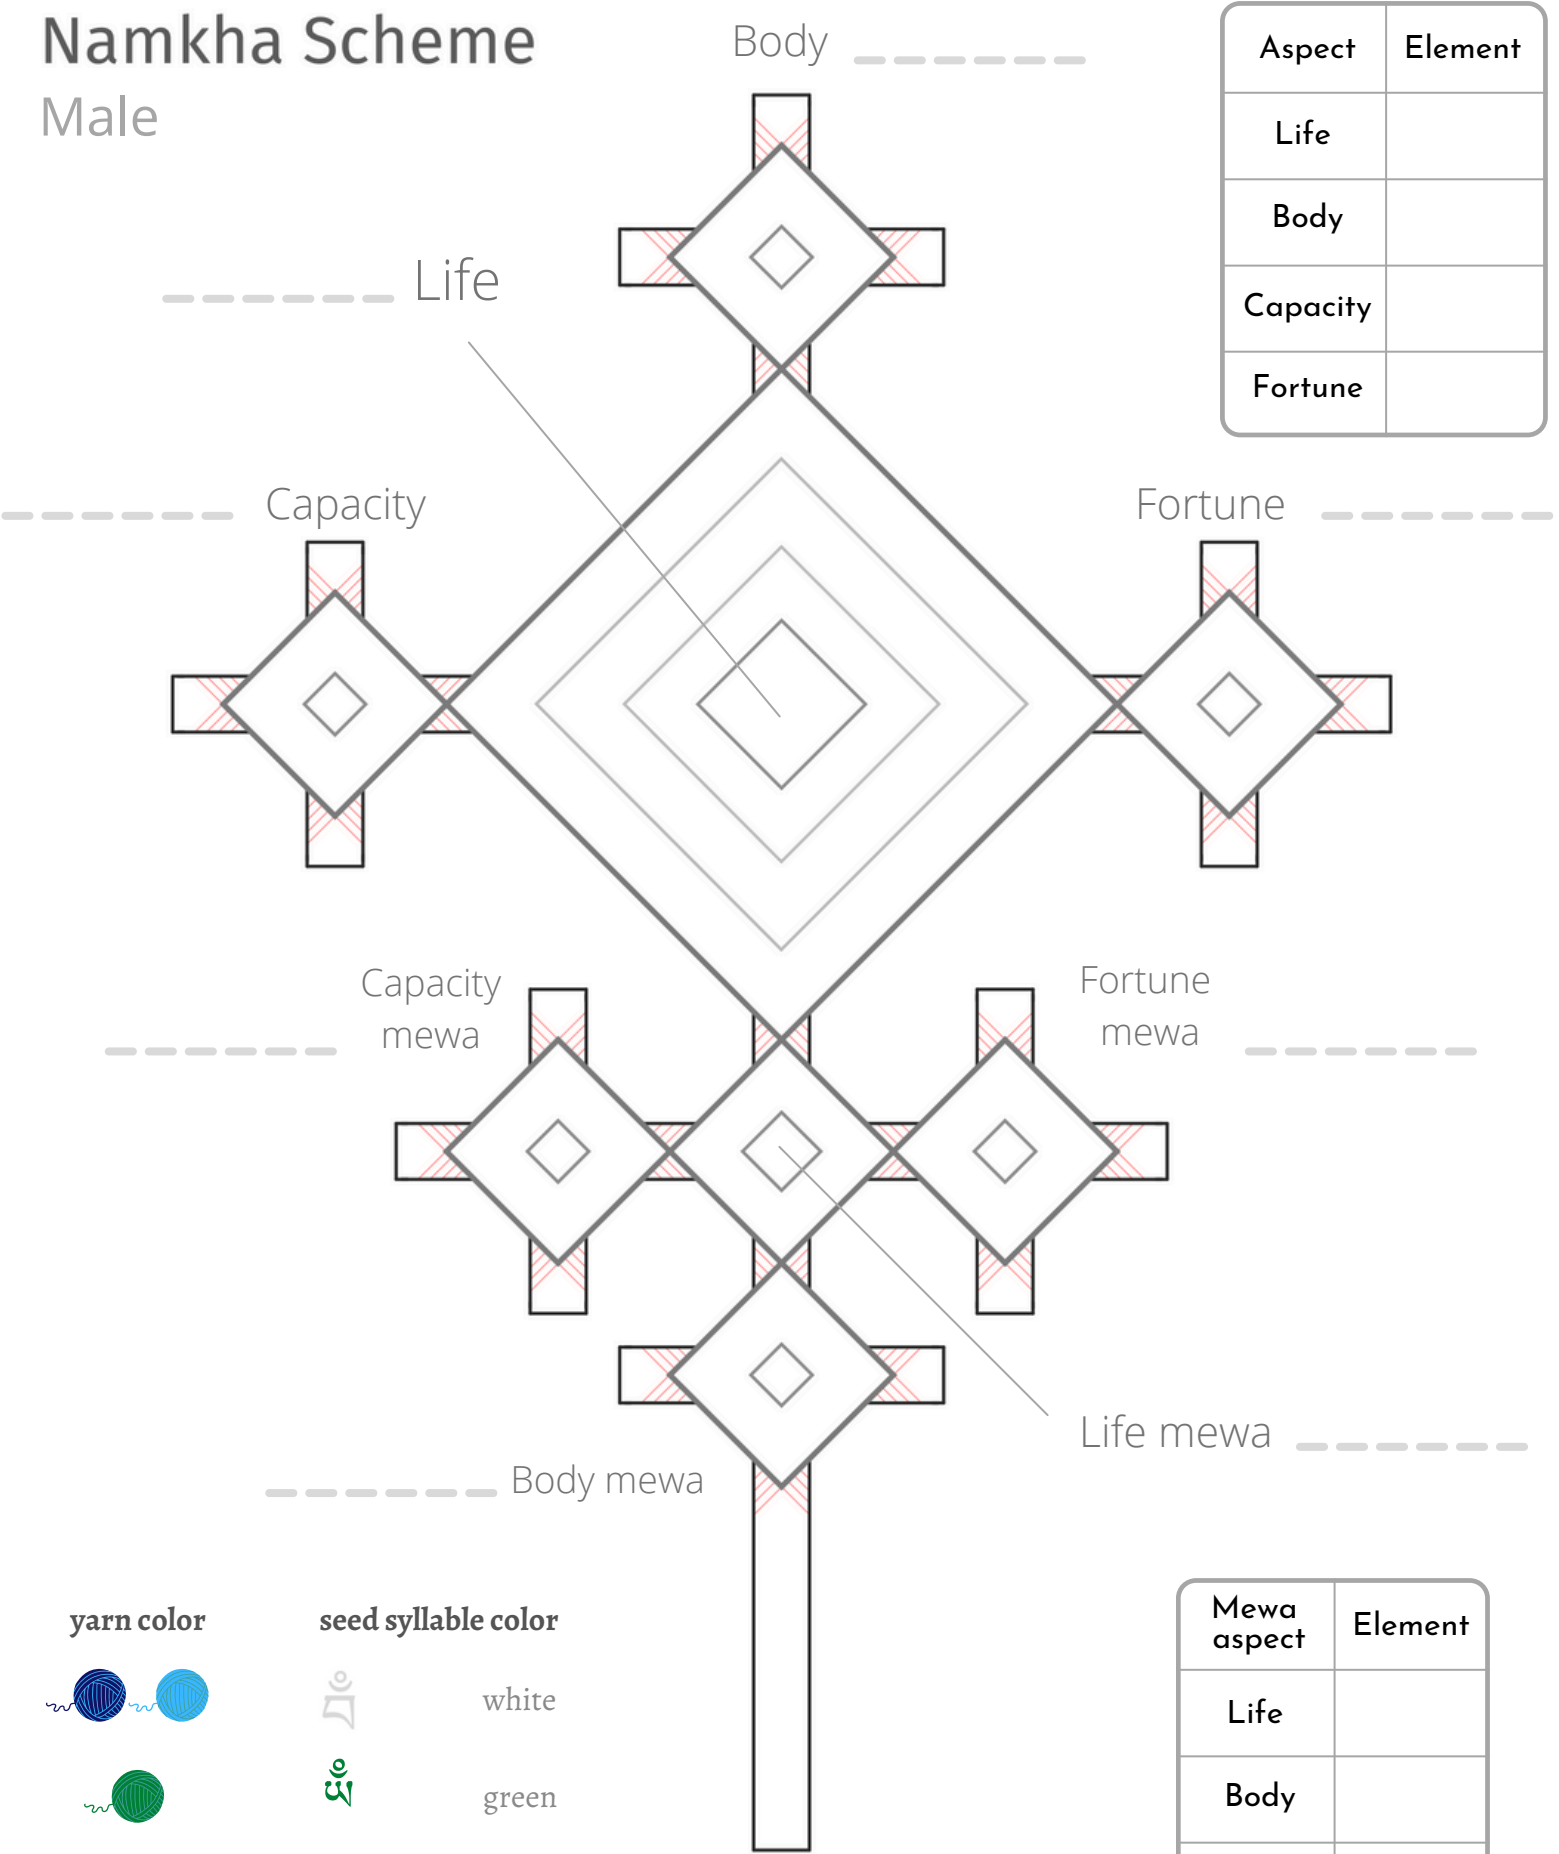 Namkha Scheme
Male
Body
Aspect Element
Life
Body
Capacity
Fortune
Life
Capacity
Fortune
Capacity
mewa
Fortune
mewa
Life mewa
Body mewa
yarn color
seed syllable color
white
ༀ green
Mewa
aspect
Element
Life
Body